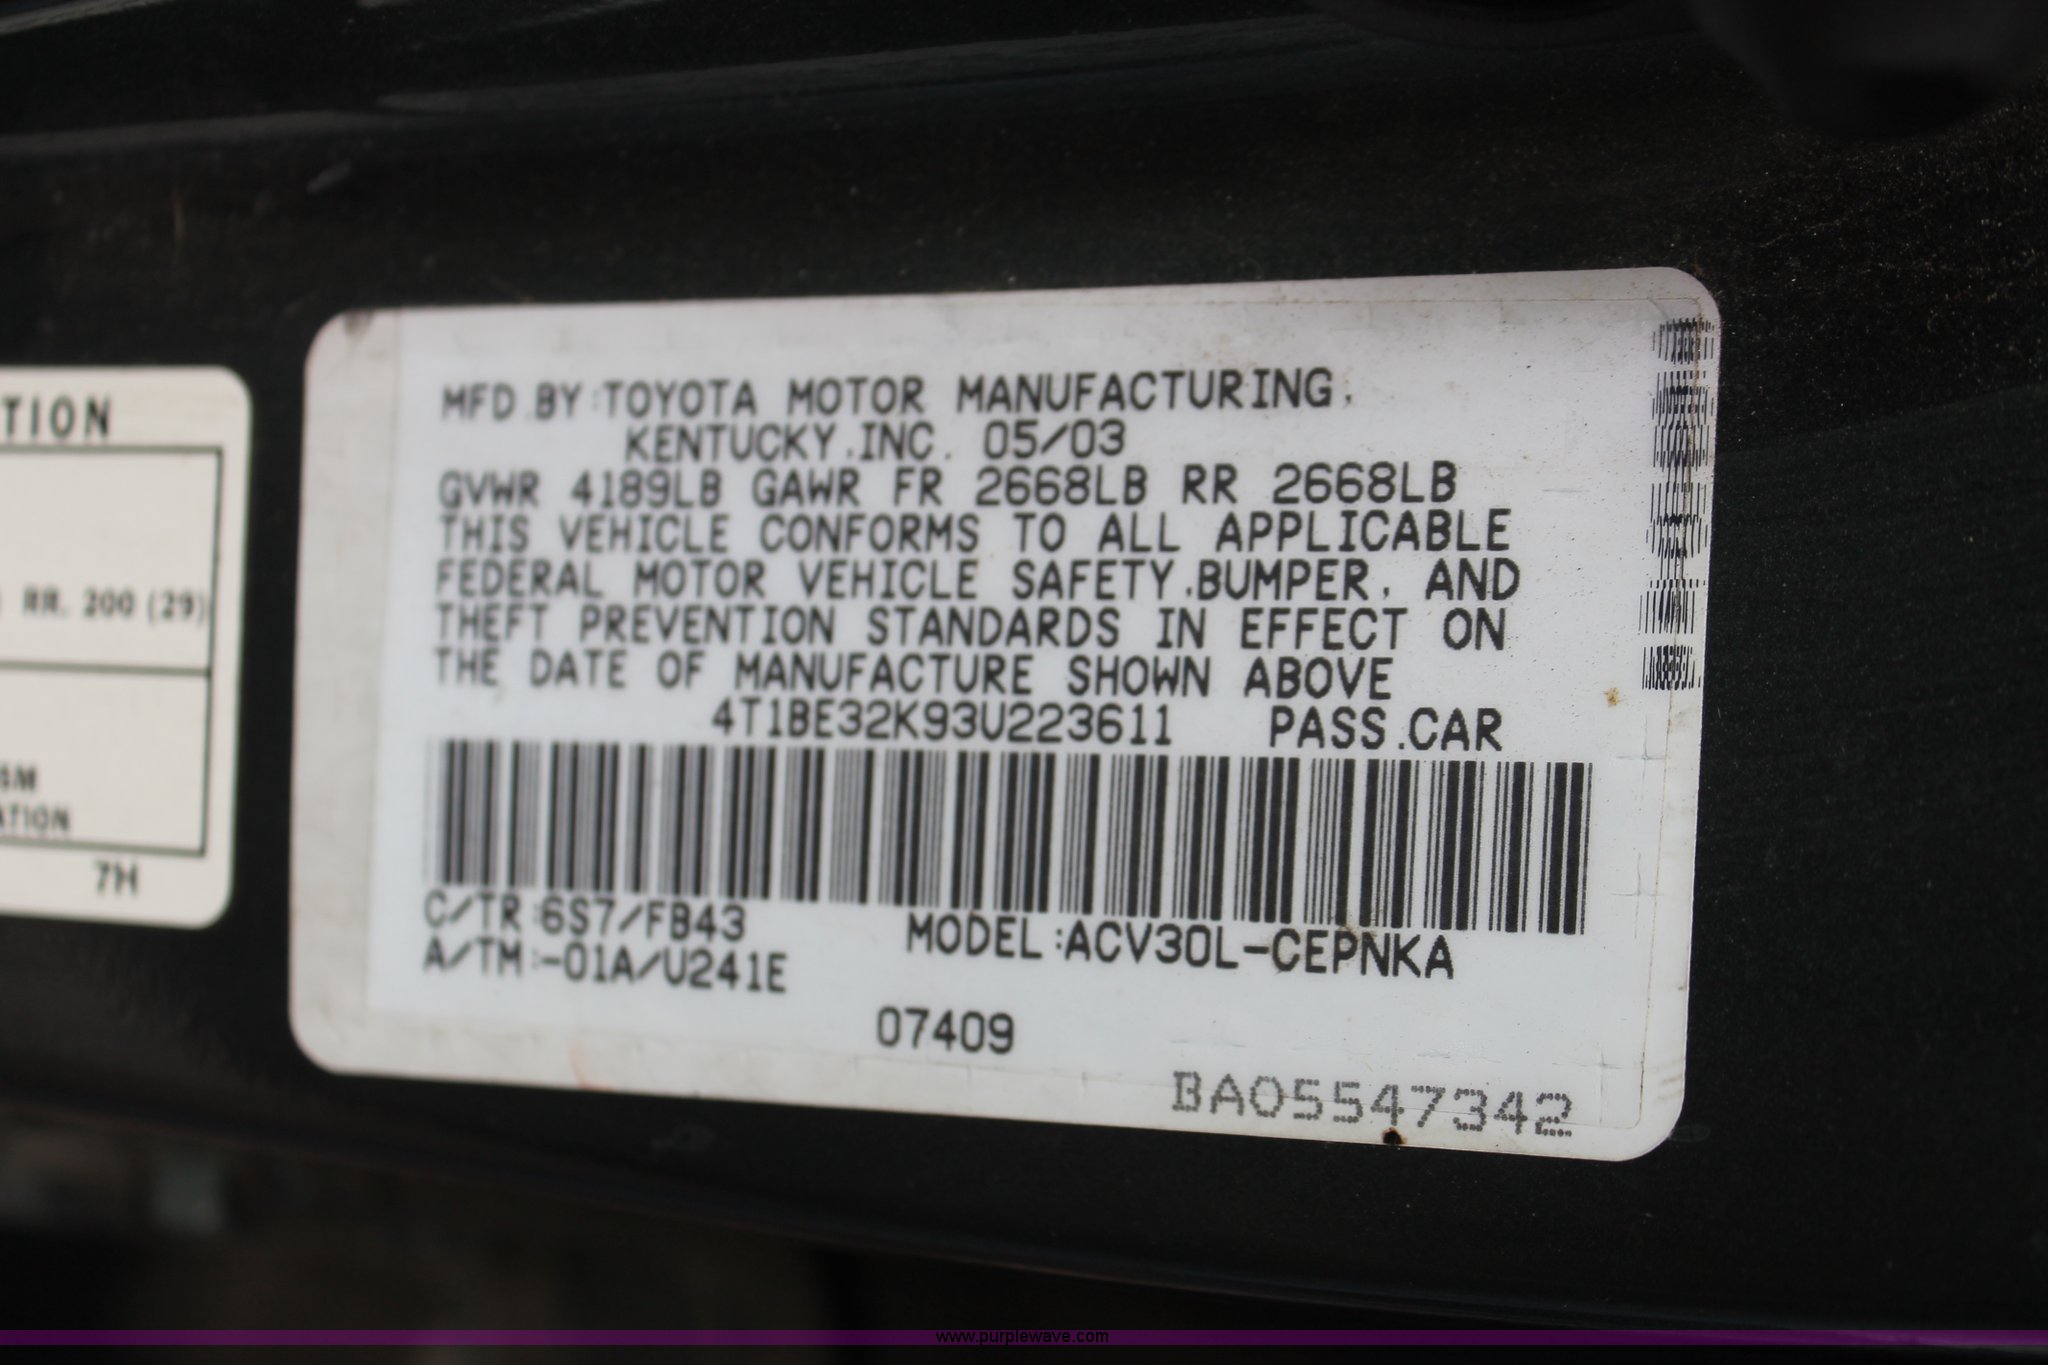 TION
RR. 200 (29)
7H
MFD.BY:TOYOTA MOTOR MANUFACTURING,
KENTUCKY,INC. 05/03
GVWR 4189LB GAWR FR 2668LB RR 2668LB
THIS VEHICLE CONFORMS TO ALL APPLICABLE
FEDERAL MOTOR VEHICLE SAFETY,BUMPER, AND
THEFT PREVENTION STANDARDS IN EFFECT ON
THE DATE OF MANUFACTURE SHOWN ABOVE
4T1BE32K93U223611 PASS.CAR
C/TR:6S7/FB43 MODEL:ACV30L-CEPNKA
A/TM:-01A/U241E
07409
BA05547342
www.purplewave.com